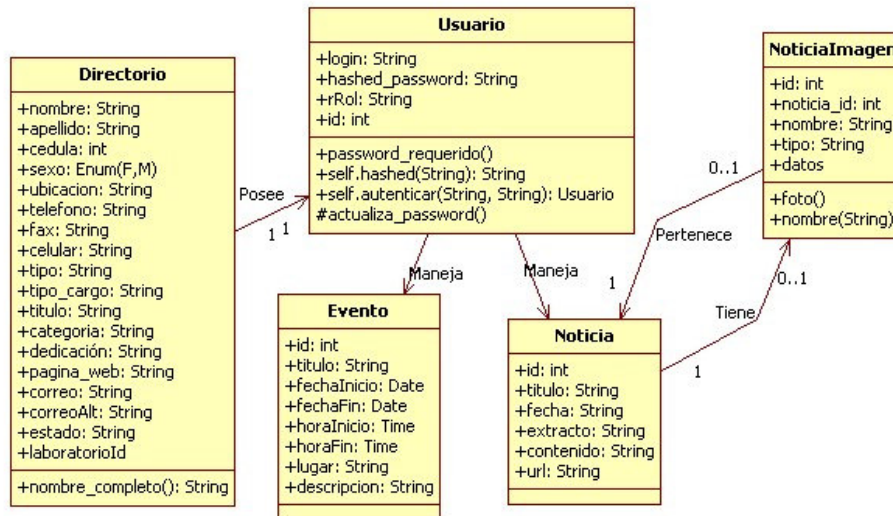 Directorio
+nombre: String
+apellido: String
+cedula: int
+sexo: Enum(F,M)
+ubicacion: String
+telefono: String
+fax: String
+celular: String
+tipo: String
+tipo_cargo: String
+titulo: String
+categoria: String
+dedicación: String
+pagina_web: String
+correo: String
+correoAlt: String
+estado: String
+laboratorioId
+nombre_completo(): String
Posee
1
1
Usuario
+login: String
+hashed_password: String
+rRol: String
+id: int
+password_requerido()
+self.hashed(String): String
+self.autenticar(String, String): Usuario
#actualiza_password()
Maneja
Maneja
Evento
+id: int
+titulo: String
+fechaInicio: Date
+fechaFin: Date
+horaInicio: Time
+horaFin: Time
+lugar: String
+descripcion: String
Noticia
+id: int
+titulo: String
+fecha: String
+extracto: String
+contenido: String
+url: String
NoticiaImagen
+id: int
+noticia_id: int
+nombre: String
+tipo: String
+datos
+foto()
+nombre(String)
0..1
Pertenece
1
0..1
Tiene
1